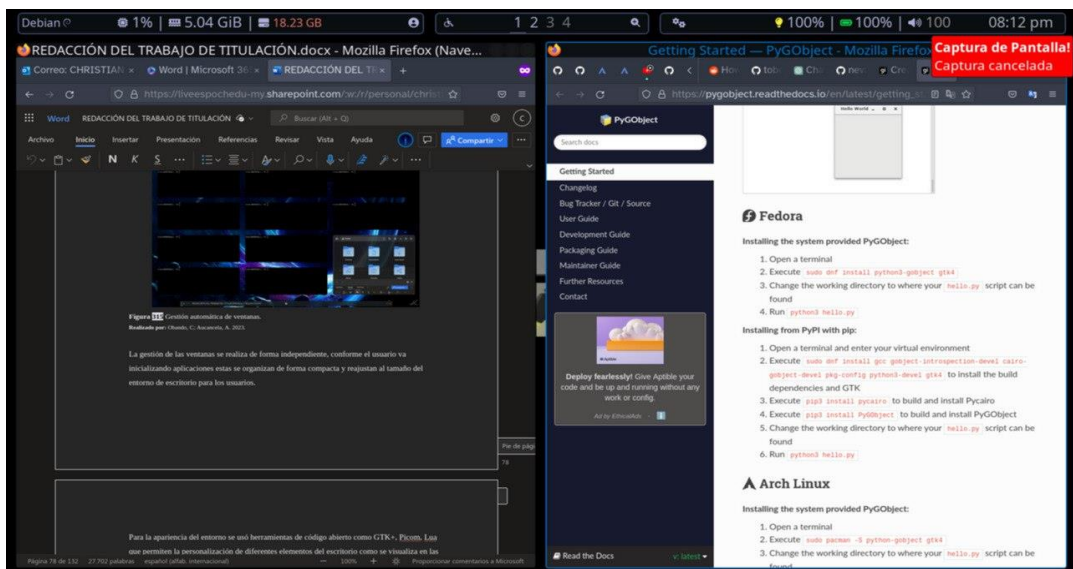 Debian
1% | 5.04 GiB | 18.23 GB
1 2 3 4
100% | 100% | 100
08:12 pm
Captura de Pantalla!
Captura cancelada
REDACCIÓN DEL TRABAJO DE TITULACIÓN.docx - Mozilla Firefox (Nave...
Correo: CHRISTIAN
Word | Microsoft 36
REDACCIÓN DEL T
https://liveespochedu-my.sharepoint.com/:w:/r/personal/christ
Word
REDACCIÓN DEL TRABAJO DE TITULACIÓN
Buscar (Alt + Q)
Archivo
Inicio
Insertar
Presentación
Referencias
Revisar
Vista
Ayuda
Compartir
N K S
Figura 315 Gestión automática de ventanas.
Realizado por: Obando, C.; Aucancela, A. 2023.
La gestión de las ventanas se realiza de forma independiente, conforme el usuario va
inicializando aplicaciones estas se organizan de forma compacta y reajustan al tamaño del
entorno de escritorio para los usuarios.
Pie de pági
78
Para la apariencia del entorno se usó herramientas de código abierto como GTK+, Picom, Lua
que permiten la personalización de diferentes elementos del escritorio como se visualiza en las
Página 78 de 132
27.702 palabras
español (alfab. internacional)
100%
Proporcionar comentarios a Microsoft
Getting Started — PyGObject - Mozilla Firefox
https://pygobject.readthedocs.io/en/latest/getting_st
PyGObject
Search docs
Getting Started
Changelog
Bug Tracker / Git / Source
User Guide
Development Guide
Packaging Guide
Maintainer Guide
Further Resources
Contact
Deploy fearlessly! Give Aptible your
code and be up and running without any
work or config.
Ad by EthicalAds
Read the Docs
v: latest
Hello World
Fedora
Installing the system provided PyGObject:
1. Open a terminal
2. Execute sudo dnf install python3-gobject gtk4
3. Change the working directory to where your hello.py script can be
found
4. Run python3 hello.py
Installing from PyPI with pip:
1. Open a terminal and enter your virtual environment
2. Execute sudo dnf install gcc gobject-introspection-devel cairo-
gobject-devel pkg-config python3-devel gtk4 to install the build
dependencies and GTK
3. Execute pip3 install pycairo to build and install Pycairo
4. Execute pip3 install PyGObject to build and install PyGObject
5. Change the working directory to where your hello.py script can be
found
6. Run python3 hello.py
Arch Linux
Installing the system provided PyGObject:
1. Open a terminal
2. Execute sudo pacman -S python-gobject gtk4
3. Change the working directory to where your hello.py script can be
found